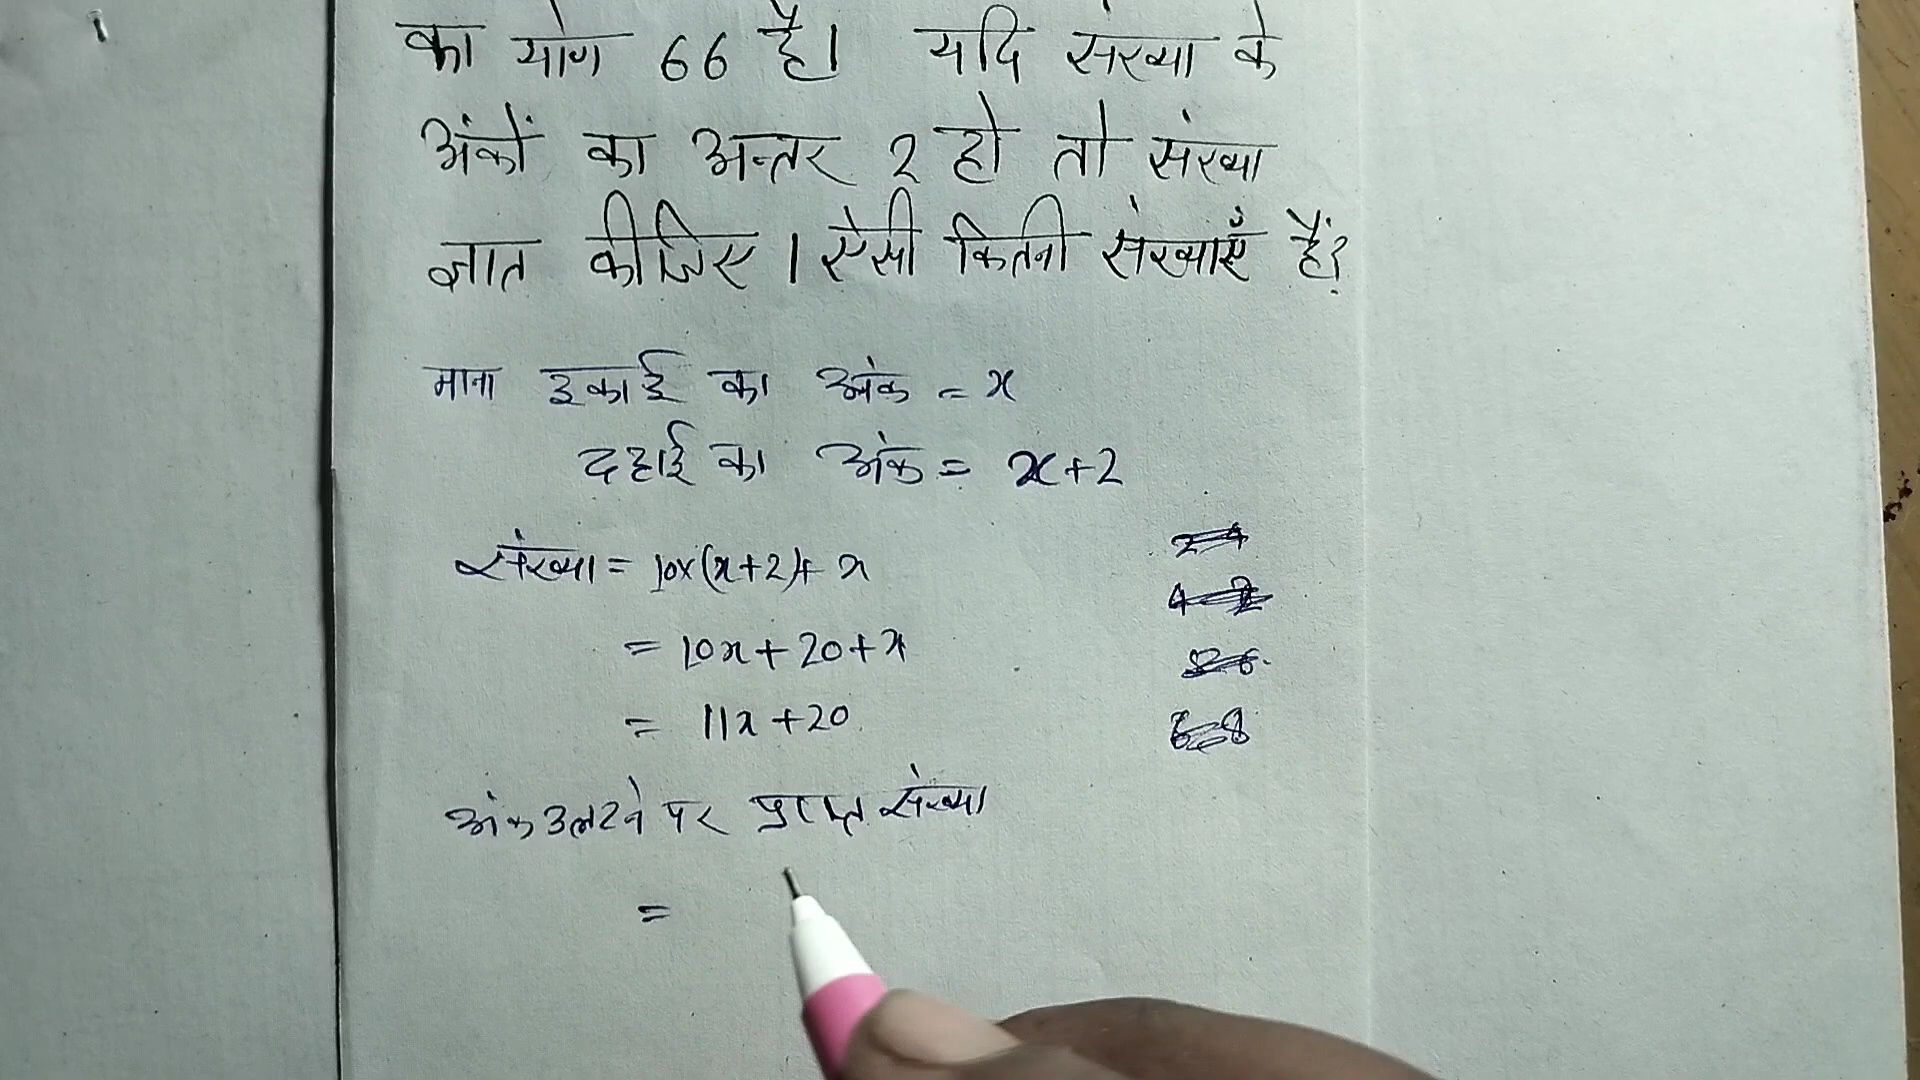 का योग 66 है। यदि संख्या के
अंकों का अन्तर 2 हो तो संख्या
ज्ञात कीजिए। ऐसी कितनी संख्याएँ हैं?
माना इकाई का अंक = x
दहाई का अंक = x+2
संख्या = 10×(x+2)+ x
= 10x+20+x
= 11x+20
अंक उलटने पर प्राप्त संख्या
=